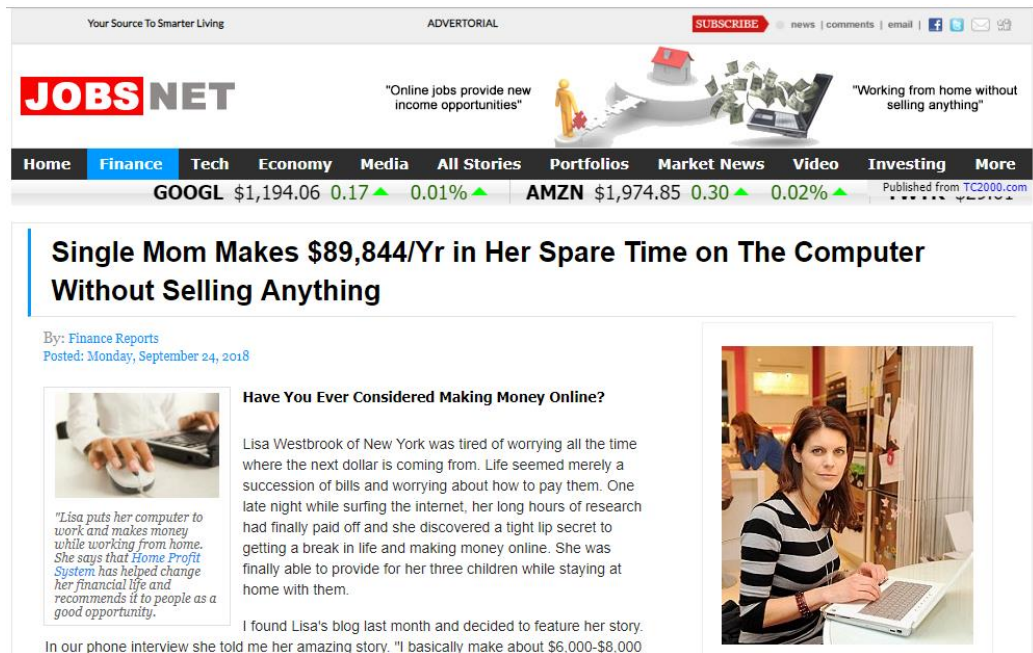 Your Source To Smarter Living
ADVERTORIAL
SUBSCRIBE
news | comments | email |
JOBS NET
"Online jobs provide new
income opportunities"
"Working from home without
selling anything"
Home Finance Tech Economy Media All Stories Portfolios Market News Video Investing More
GOOGL $1,194.06 0.17 0.01% AMZN $1,974.85 0.30 0.02%
Published from TC2000.com
Single Mom Makes $89,844/Yr in Her Spare Time on The Computer
Without Selling Anything
By: Finance Reports
Posted: Monday, September 24, 2018
"Lisa puts her computer to
work and makes money
while working from home.
She says that Home Profit
System has helped change
her financial life and
recommends it to people as a
good opportunity.
Have You Ever Considered Making Money Online?
Lisa Westbrook of New York was tired of worrying all the time
where the next dollar is coming from. Life seemed merely a
succession of bills and worrying about how to pay them. One
late night while surfing the internet, her long hours of research
had finally paid off and she discovered a tight lip secret to
getting a break in life and making money online. She was
finally able to provide for her three children while staying at
home with them.
I found Lisa's blog last month and decided to feature her story.
In our phone interview she told me her amazing story. "I basically make about $6,000-$8,000